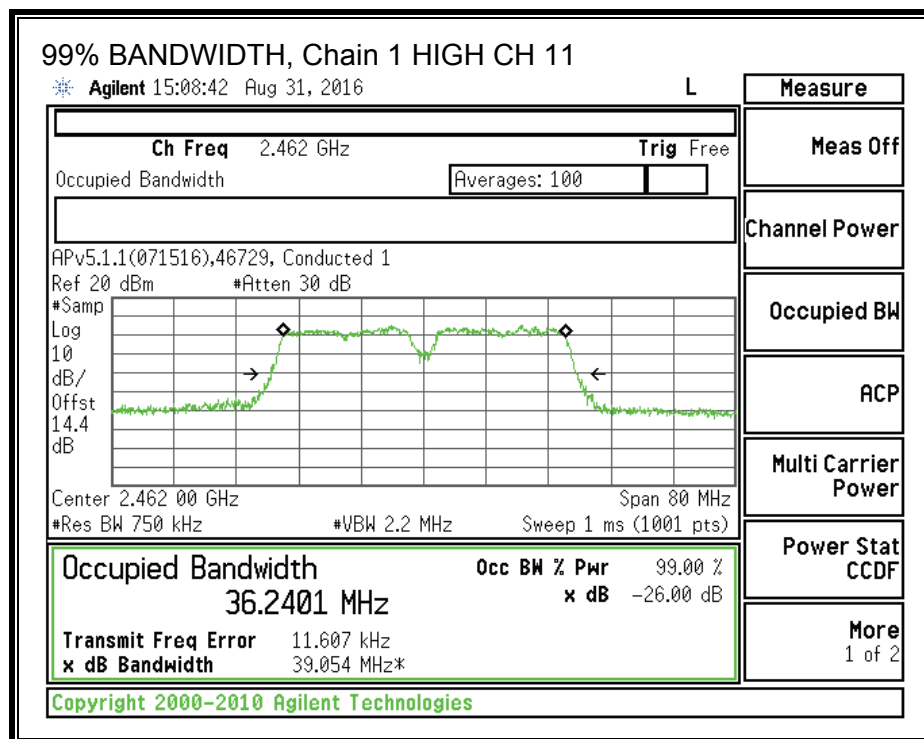 99% BANDWIDTH, Chain 1 HIGH CH 11
Agilent 15:08:42 Aug 31, 2016 L
Measure
Ch Freq 2.462 GHz Trig Free
Occupied Bandwidth Averages: 100
Meas Off
Channel Power
Occupied BW
ACP
Multi Carrier
Power
Power Stat
CCDF
More
1 of 2
APv5.1.1(071516),46729, Conducted 1
Ref 20 dBm #Atten 30 dB
#Samp
Log
10
dB/
Offst
14.4
dB
Center 2.462 00 GHz Span 80 MHz
#Res BW 750 kHz #VBW 2.2 MHz Sweep 1 ms (1001 pts)
Occupied Bandwidth
36.2401 MHz
Occ BW % Pwr 99.00 %
x dB -26.00 dB
Transmit Freq Error 11.607 kHz
x dB Bandwidth 39.054 MHz*
Copyright 2000-2010 Agilent Technologies